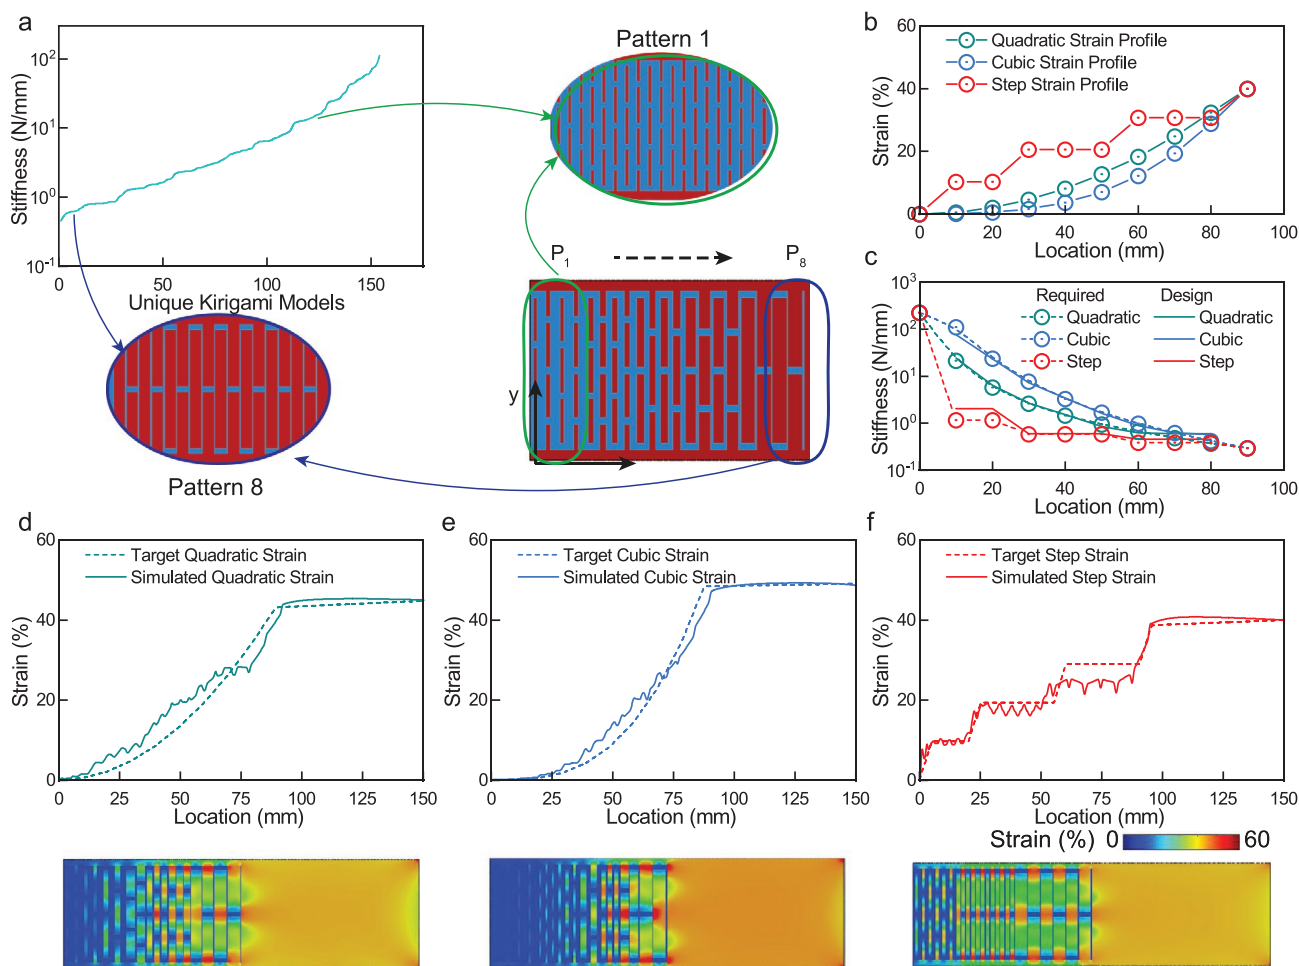 a
Stiffness (N/mm)
10²
10¹
10⁰
10⁻¹
0
50
100
150
Unique Kirigami Models
Pattern 1
P₁
P₈
y
Pattern 8
b
Strain (%)
60
40
20
0
Quadratic Strain Profile
Cubic Strain Profile
Step Strain Profile
0
20
40
60
80
100
Location (mm)
c
Stiffness (N/mm)
10³
10²
10¹
10⁰
10⁻¹
Required
Design
Quadratic
Quadratic
Cubic
Cubic
Step
Step
0
20
40
60
80
100
Location (mm)
d
Strain (%)
60
40
20
0
Target Quadratic Strain
Simulated Quadratic Strain
0
25
50
75
100
125
150
Location (mm)
e
Strain (%)
60
40
20
0
Target Cubic Strain
Simulated Cubic Strain
0
25
50
75
100
125
150
Location (mm)
f
Strain (%)
60
40
20
0
Target Step Strain
Simulated Step Strain
0
25
50
75
100
125
150
Location (mm)
Strain (%) 0 60